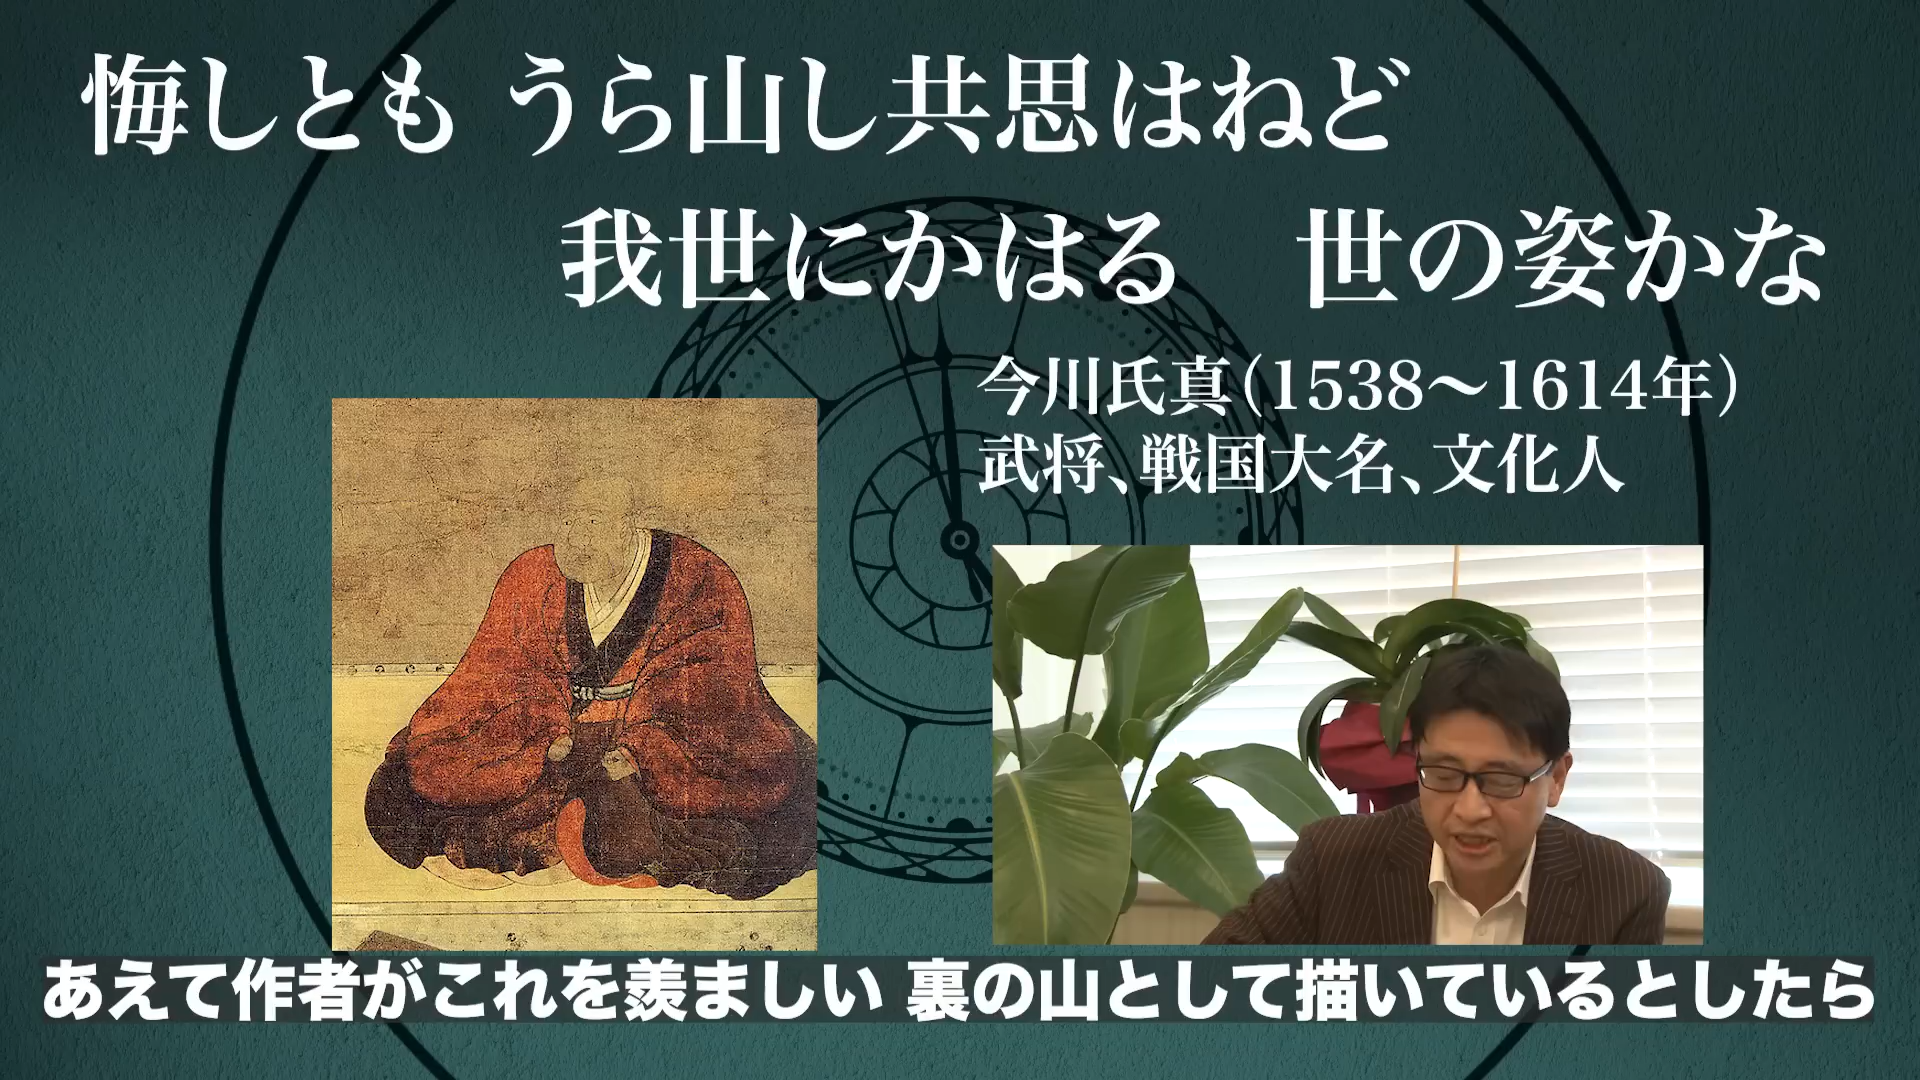 悔しとも うら山し共思はねど
我世にかはる　世の姿かな
今川氏真（1538～1614年）
武将、戦国大名、文化人
あえて作者がこれを羨ましい 裏の山として描いているとしたら